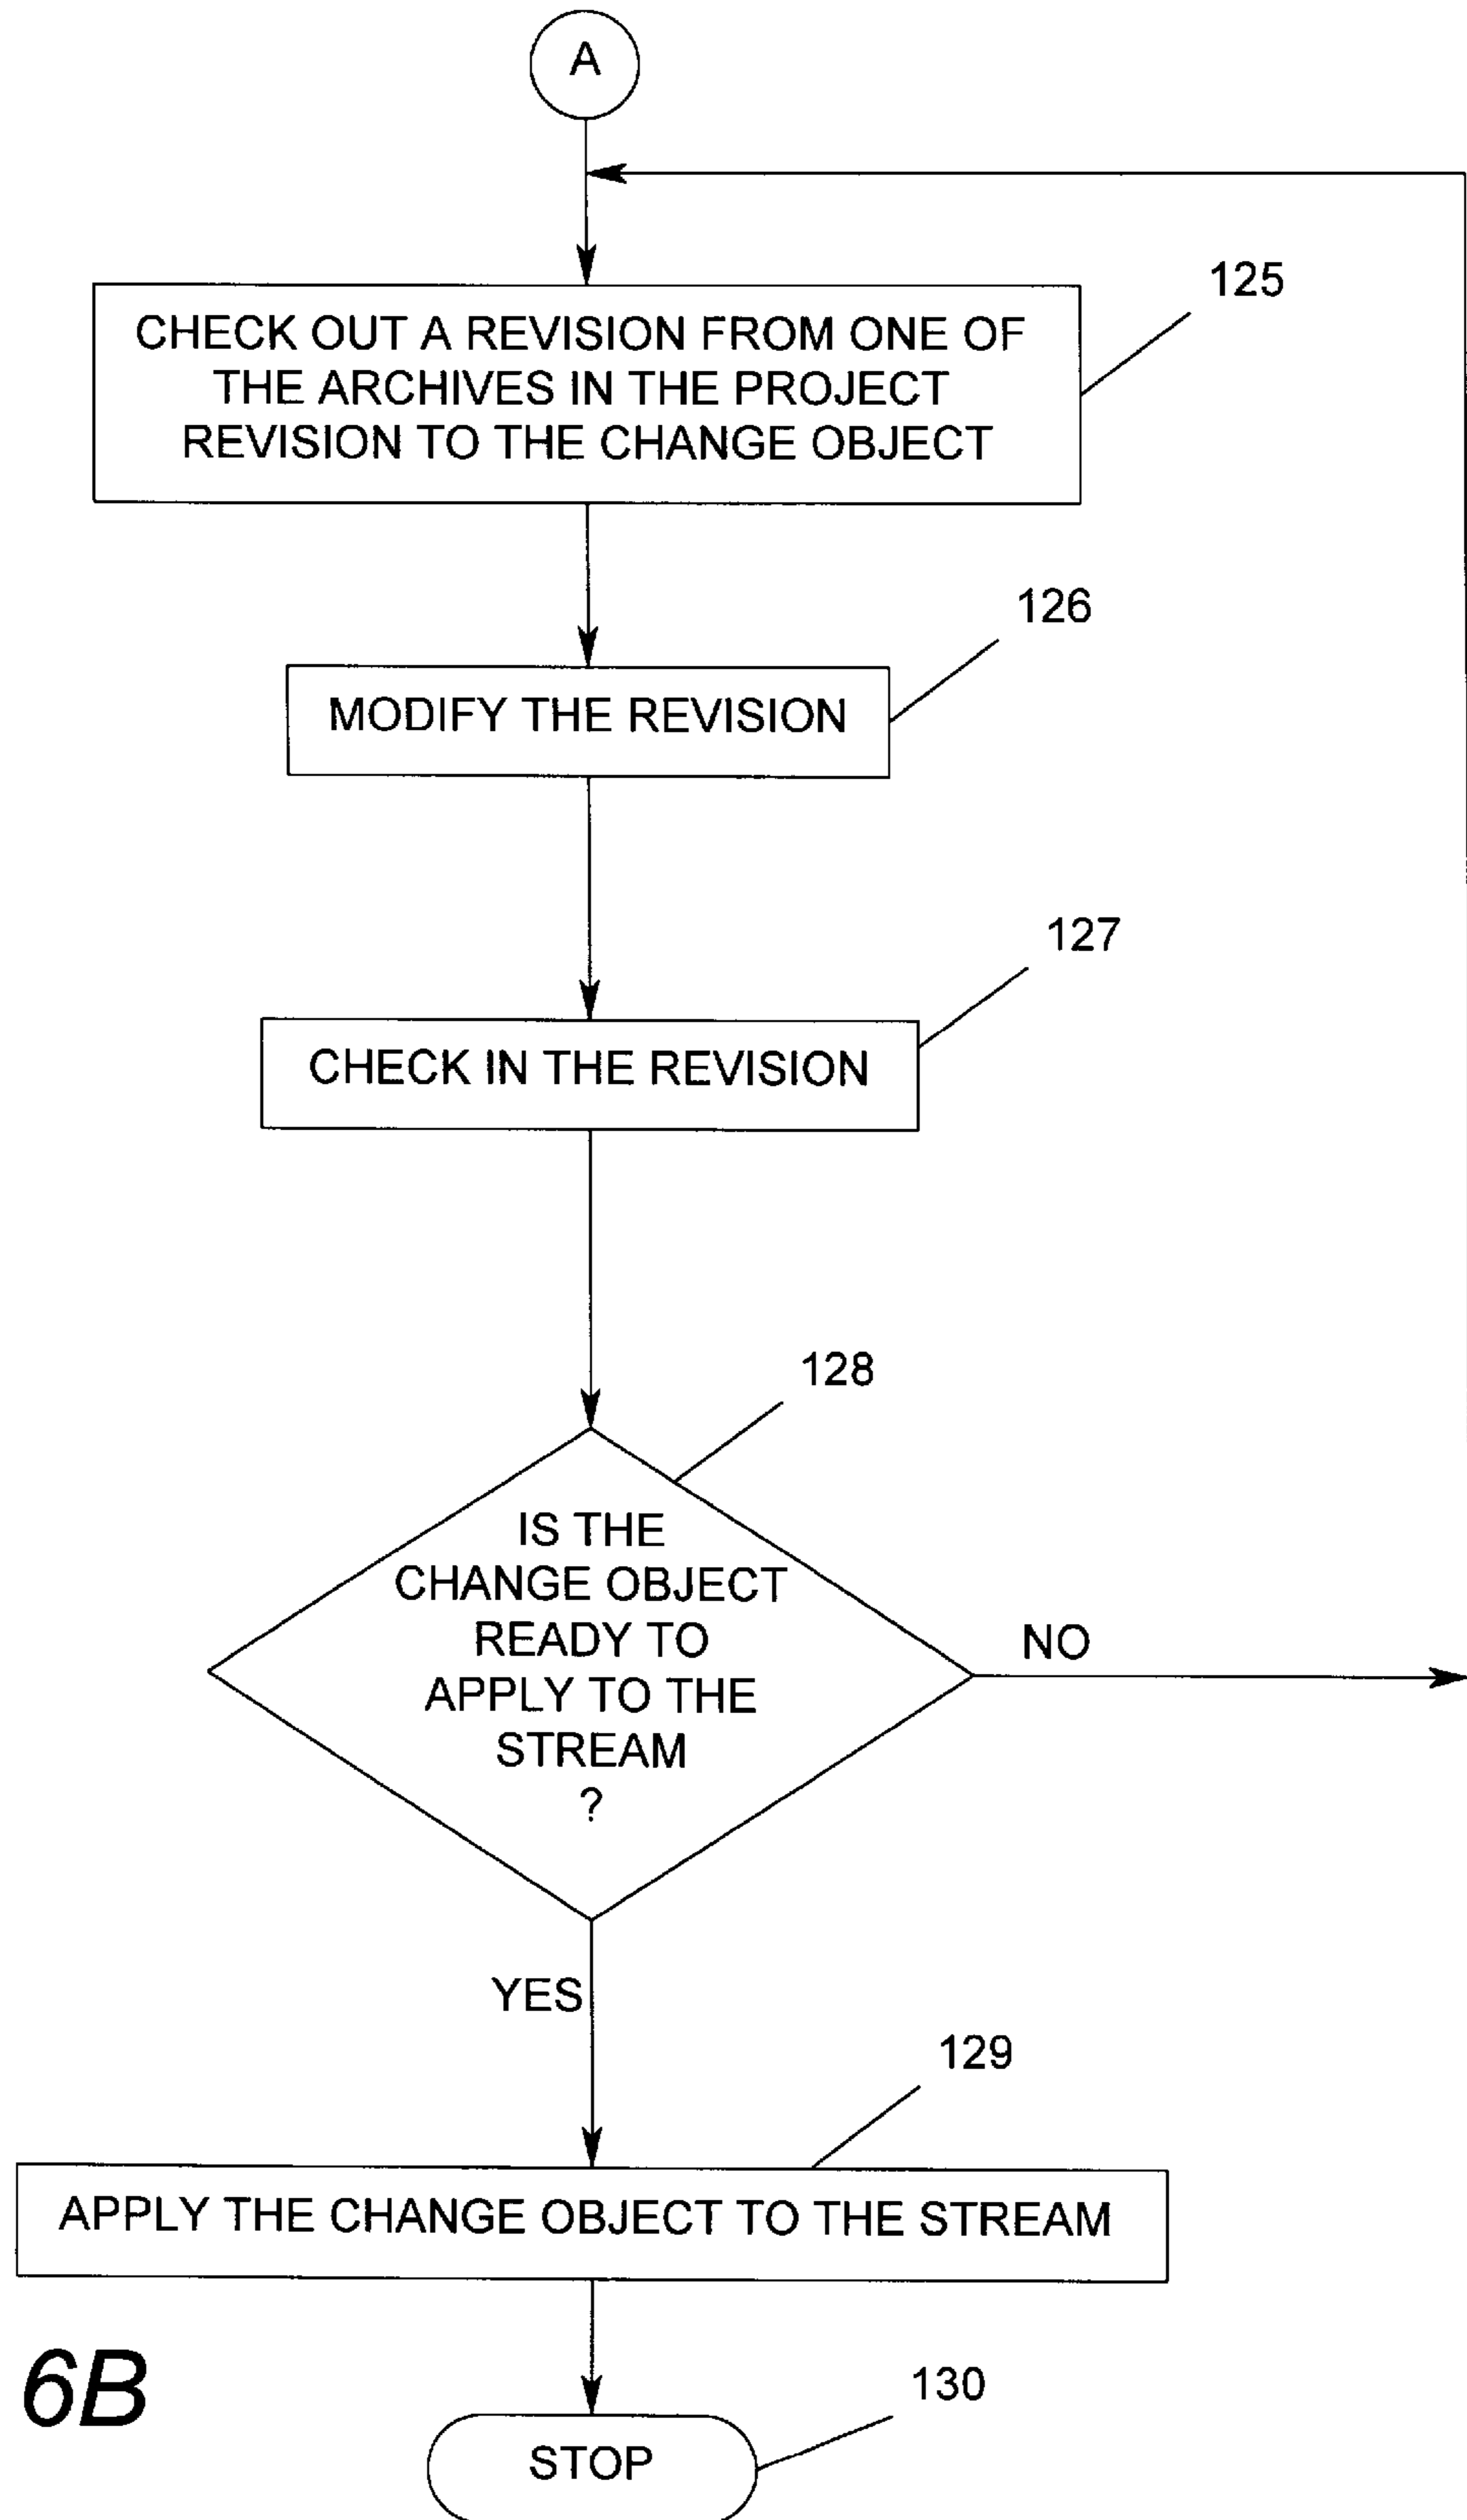 A
125
CHECK OUT A REVISION FROM ONE OF
THE ARCHIVES IN THE PROJECT
REVISION TO THE CHANGE OBJECT
126
MODIFY THE REVISION
127
CHECK IN THE REVISION
128
IS THE
CHANGE OBJECT
READY TO
APPLY TO THE
STREAM
?
NO
YES
129
APPLY THE CHANGE OBJECT TO THE STREAM
6B
130
STOP